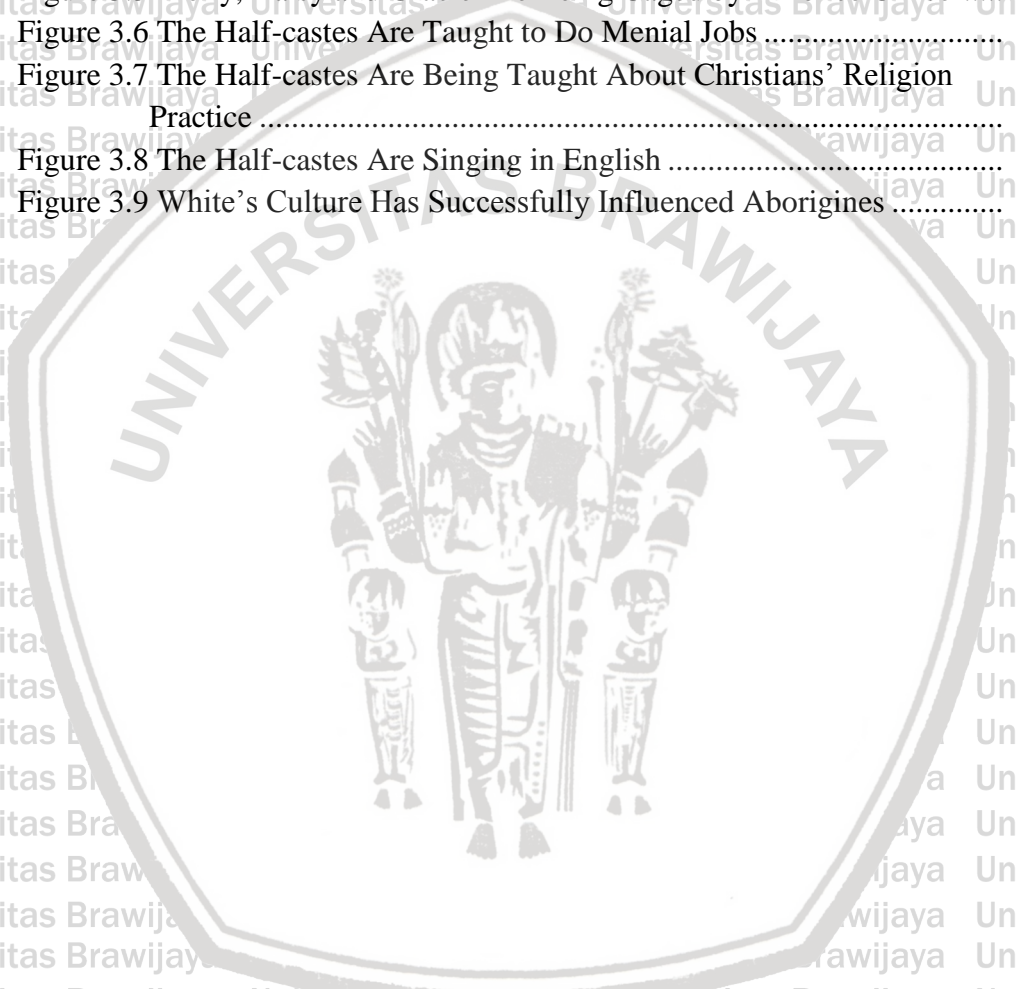 Figure 3.6 The Half-castes Are Taught to Do Menial Jobs ..............................
Figure 3.7 The Half-castes Are Being Taught About Christians’ Religion
Practice ..............................................................................................
Figure 3.8 The Half-castes Are Singing in English ..........................................
Figure 3.9 White’s Culture Has Successfully Influenced Aborigines ..............
UNIVERSITAS BRAWIJAYA